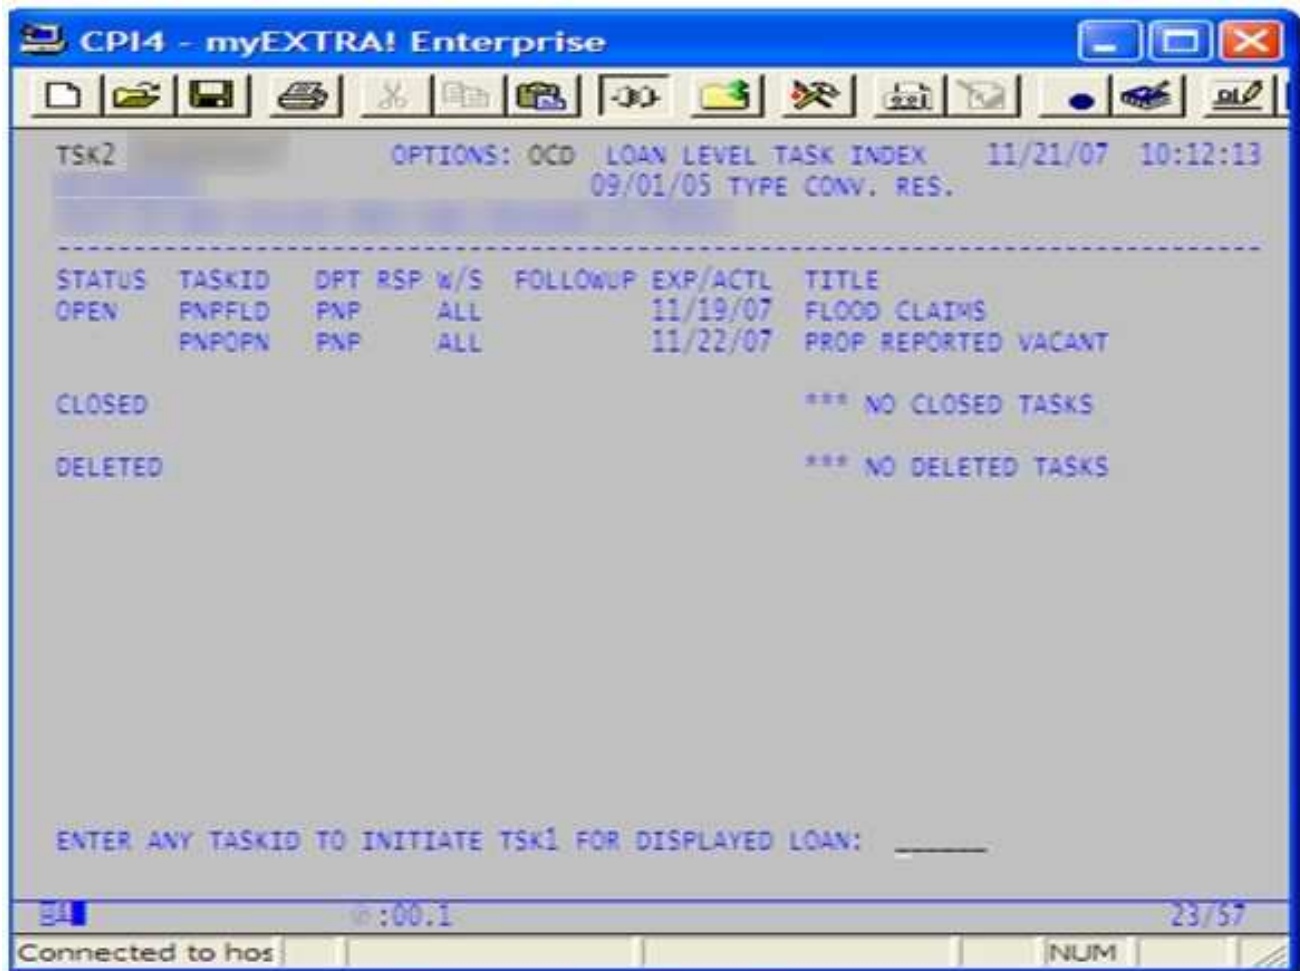 CPI4 - myEXTRA! Enterprise
TSK2 OPTIONS: OCD LOAN LEVEL TASK INDEX 11/21/07 10:12:13
09/01/05 TYPE CONV. RES.
--------------------------------------------------------------------------------
STATUS TASKID DPT RSP W/S FOLLOWUP EXP/ACTL TITLE
OPEN PNPFLD PNP ALL 11/19/07 FLOOD CLAIMS
PNPOPN PNP ALL 11/22/07 PROP REPORTED VACANT
CLOSED *** NO CLOSED TASKS
DELETED *** NO DELETED TASKS
ENTER ANY TASKID TO INITIATE TSK1 FOR DISPLAYED LOAN: ______
:00.1 23/57
Connected to hos NUM